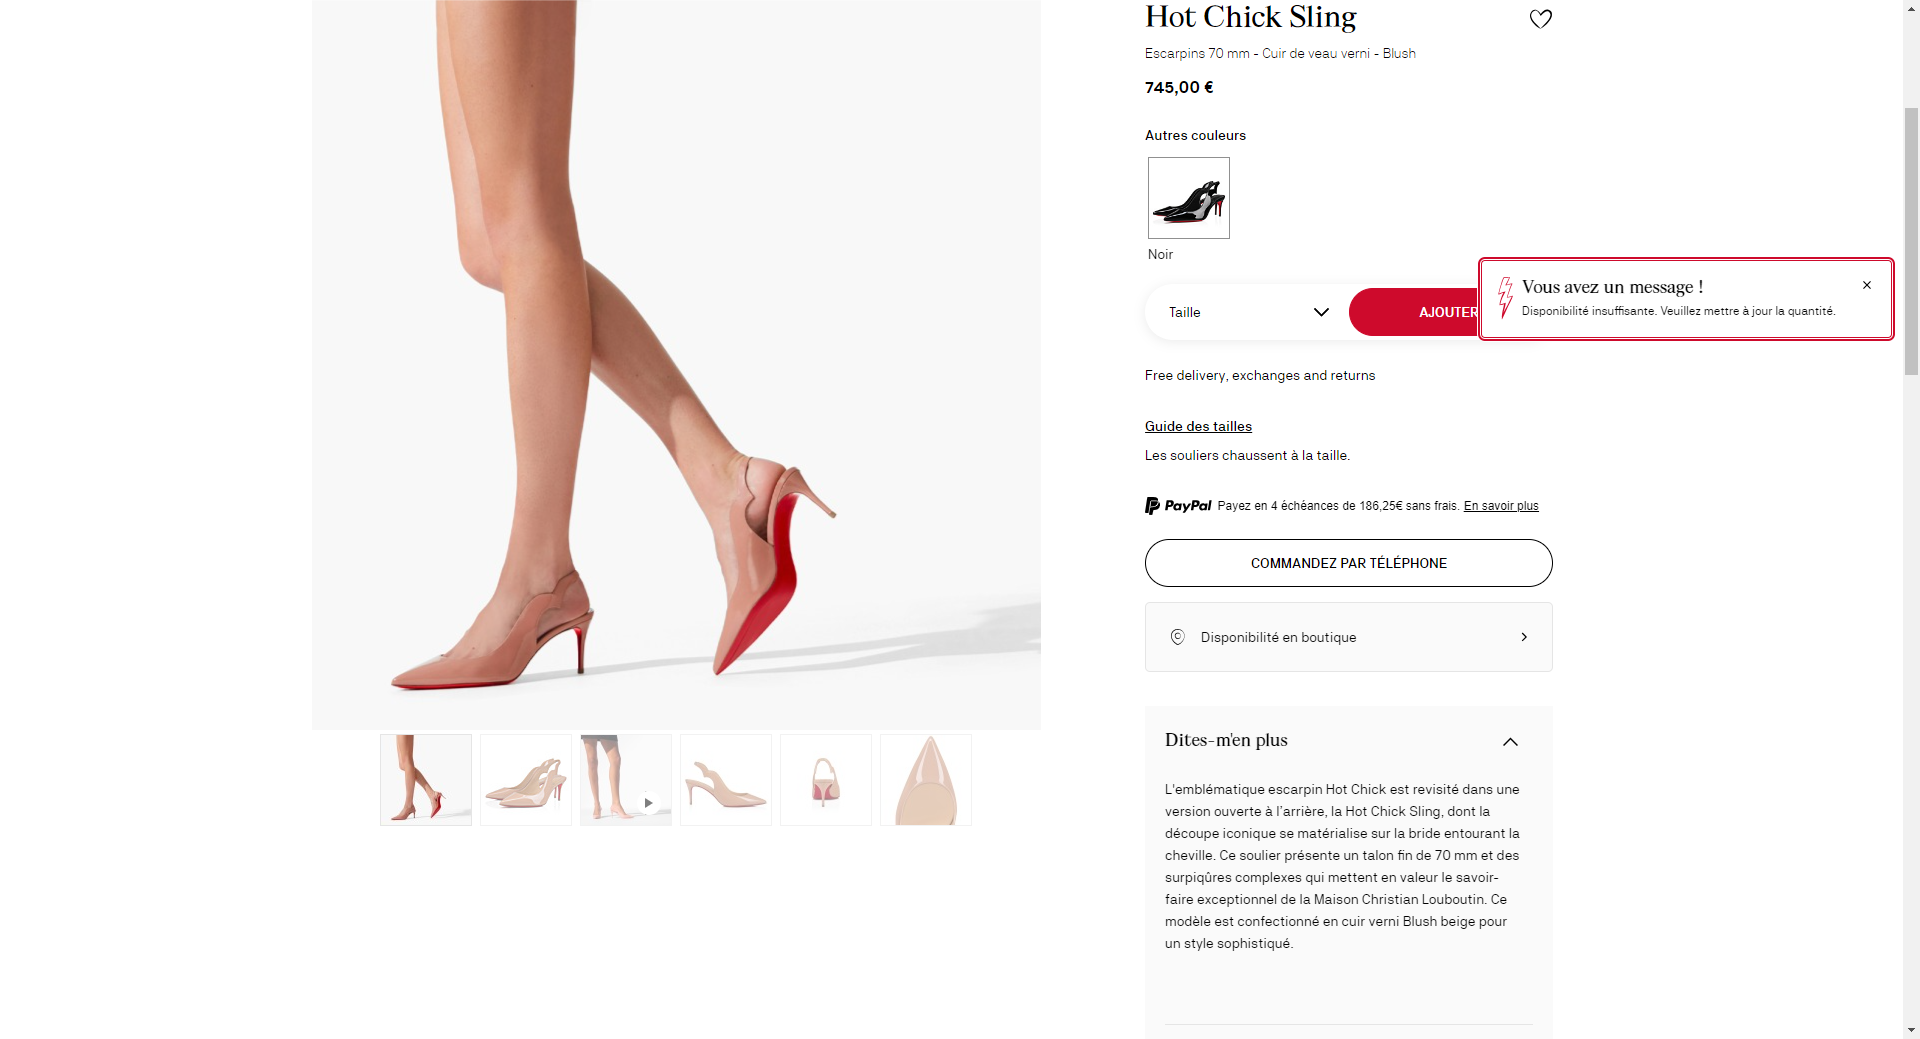 Hot Chick Sling
Escarpins 70 mm - Cuir de veau verni - Blush
745,00 €
Autres couleurs
Noir
Taille
AJOUTER
Vous avez un message !
Disponibilité insuffisante. Veuillez mettre à jour la quantité.
Free delivery, exchanges and returns
Guide des tailles
Les souliers chaussent à la taille.
PayPal Payez en 4 échéances de 186,25€ sans frais. En savoir plus
COMMANDEZ PAR TÉLÉPHONE
Disponibilité en boutique
Dites-m'en plus
L'emblématique escarpin Hot Chick est revisité dans une
version ouverte à l’arrière, la Hot Chick Sling, dont la
découpe iconique se matérialise sur la bride entourant la
cheville. Ce soulier présente un talon fin de 70 mm et des
surpiqûres complexes qui mettent en valeur le savoir-
faire exceptionnel de la Maison Christian Louboutin. Ce
modèle est confectionné en cuir verni Blush beige pour
un style sophistiqué.